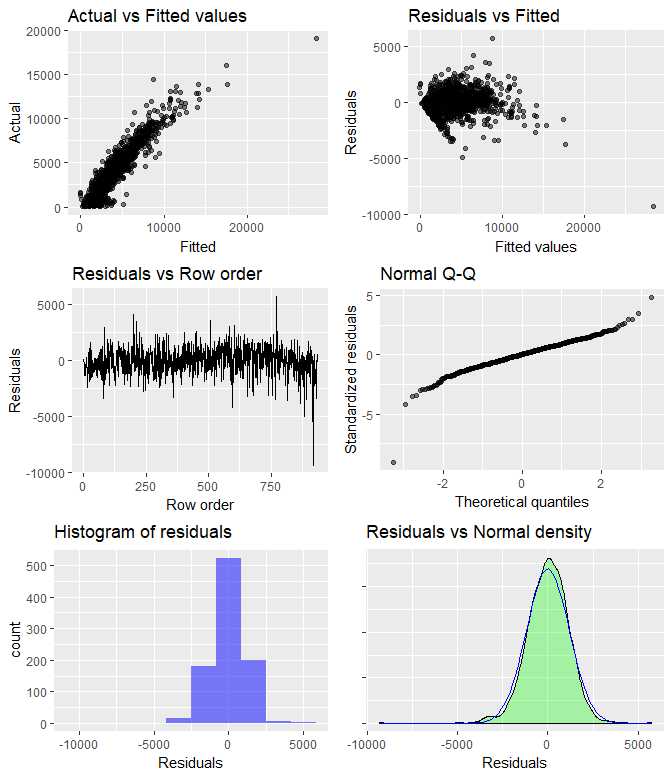 Actual vs Fitted values
20000
15000
10000
5000
0
Actual
0
10000
20000
Fitted
Residuals vs Fitted
5000
0
-5000
-10000
Residuals
0
10000
20000
Fitted values
Residuals vs Row order
5000
0
-5000
-10000
Residuals
0
250
500
750
Row order
Normal Q-Q
5
0
-5
Standardized residuals
-2
0
2
Theoretical quantiles
Histogram of residuals
500
400
300
200
100
0
count
-10000
-5000
0
5000
Residuals
Residuals vs Normal density
-10000
-5000
0
5000
Residuals